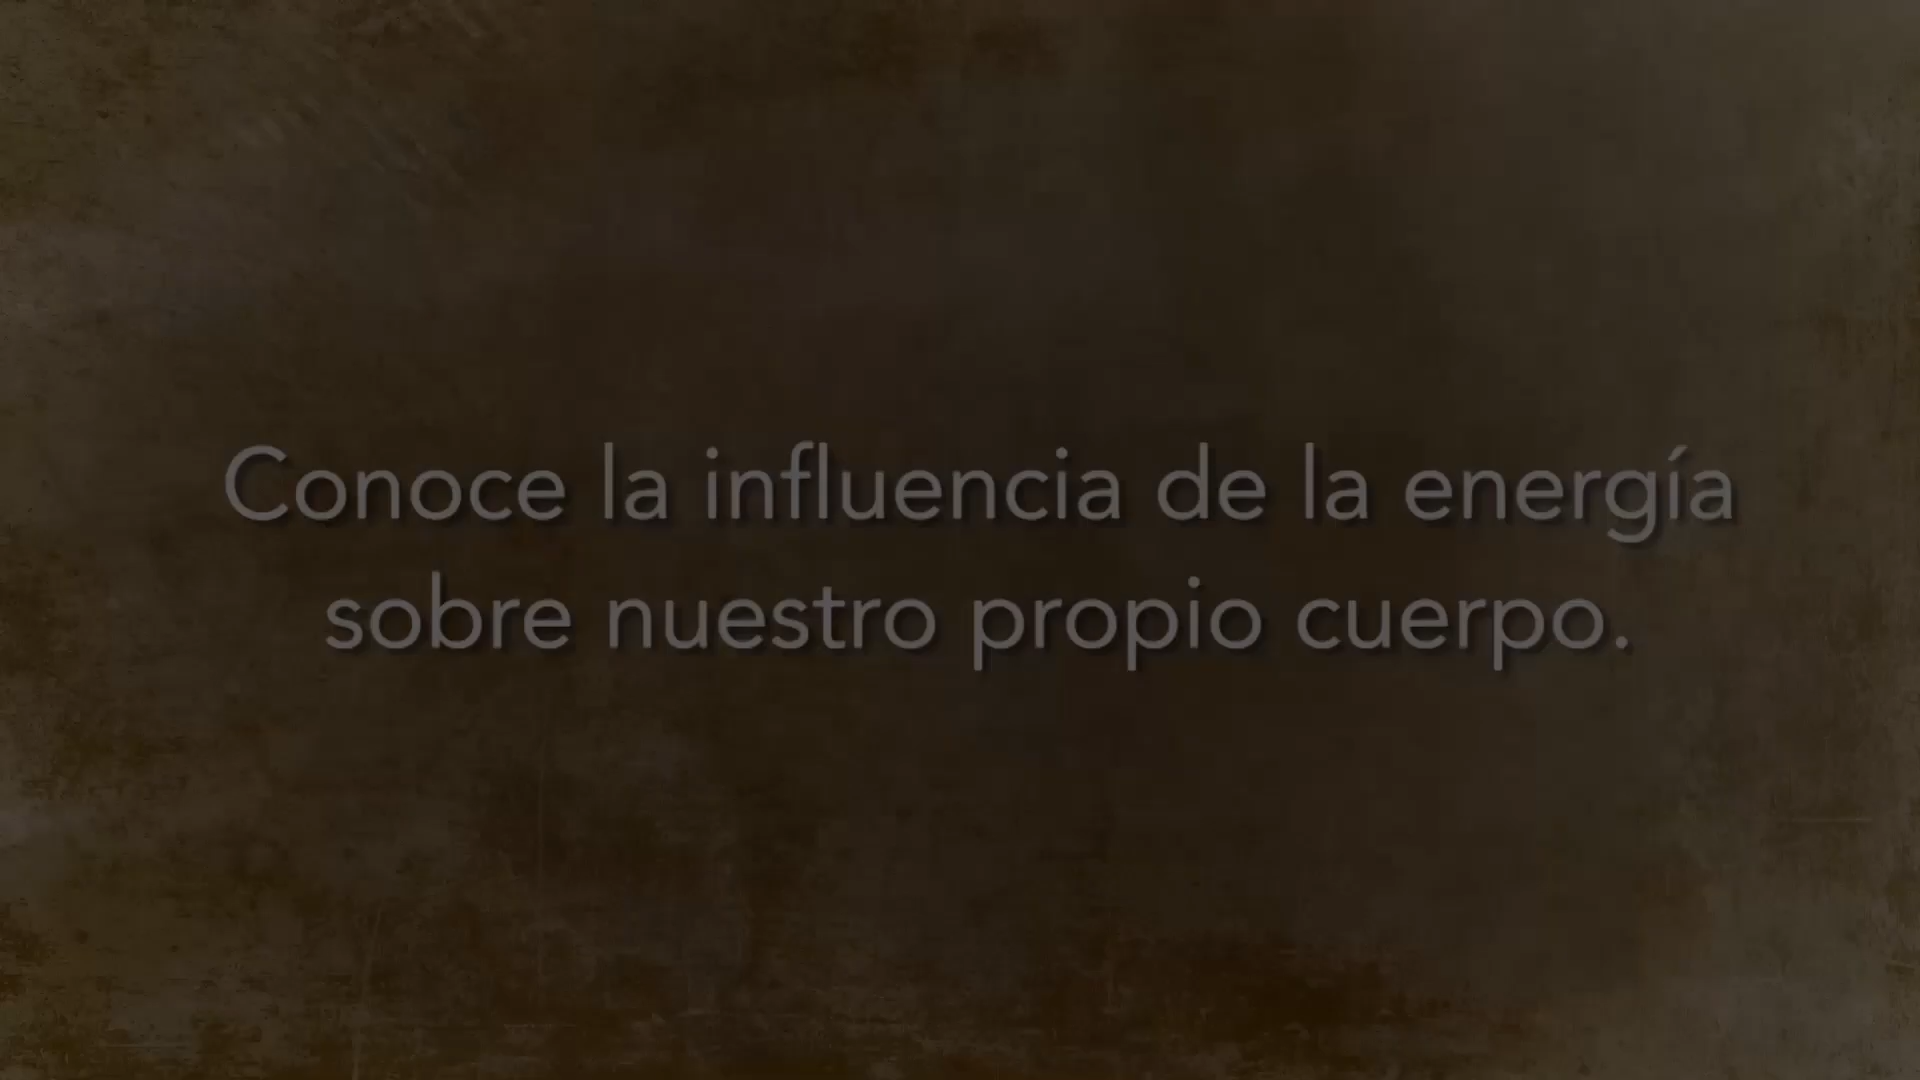 Conoce la influencia de la energía
sobre nuestro propio cuerpo.